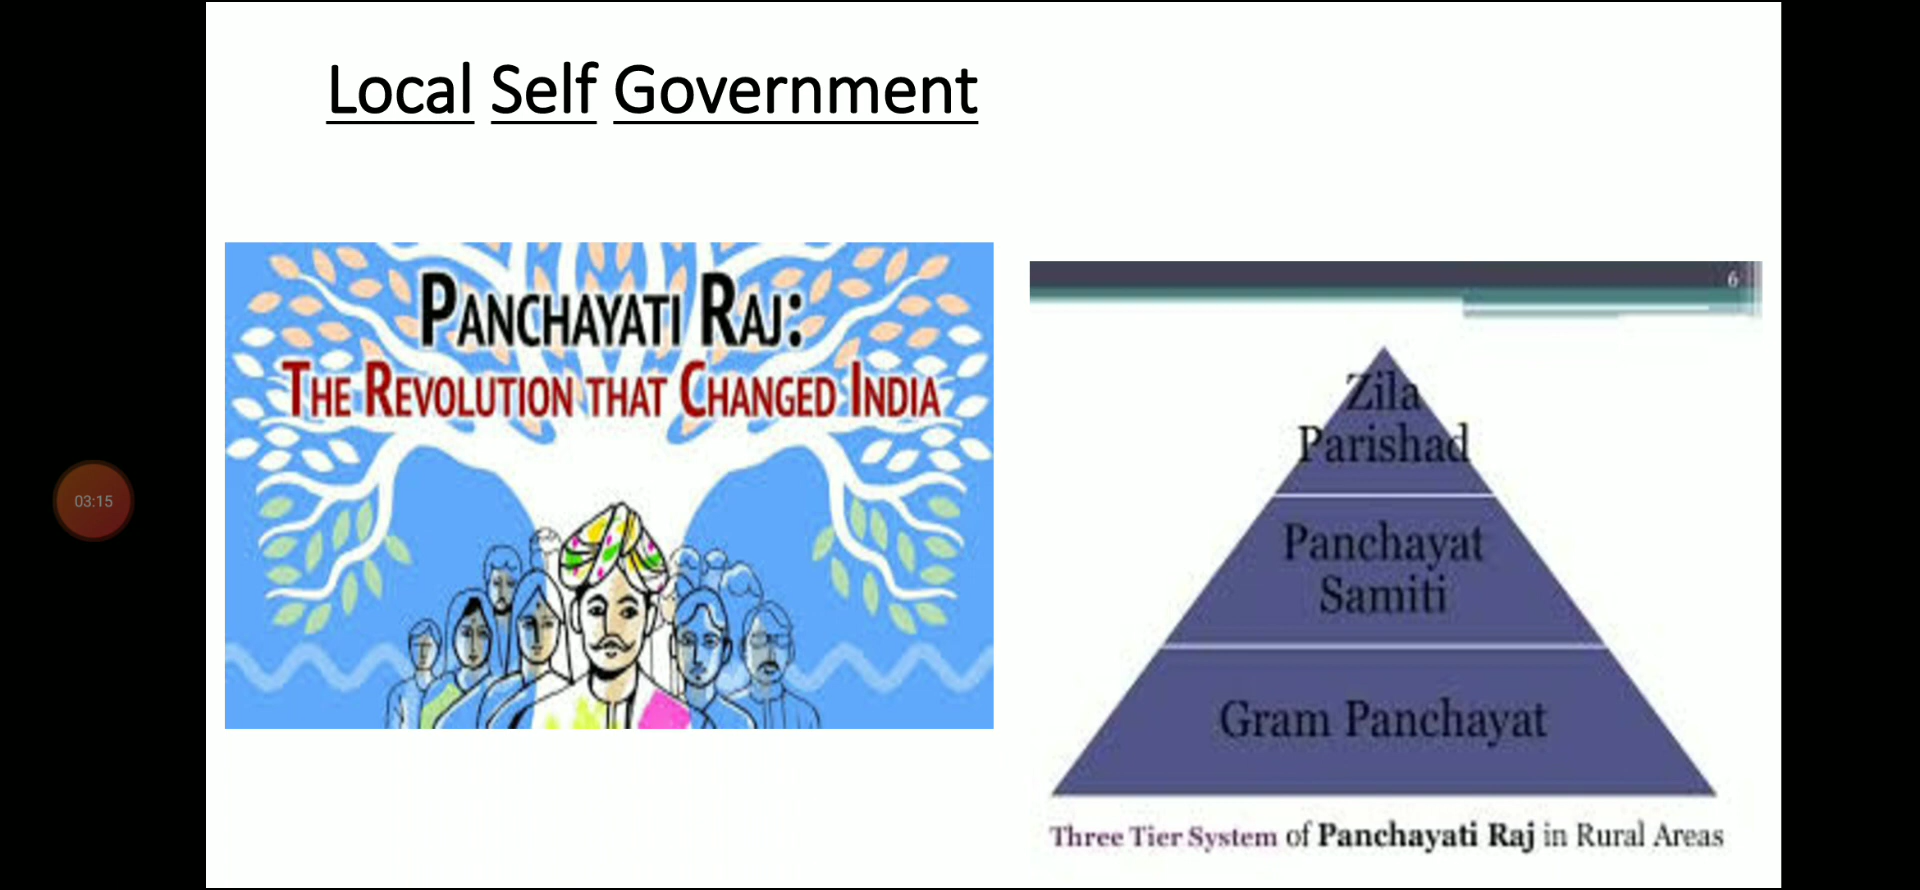 Local Self Government
PANCHAYATI RAJ:
THE REVOLUTION THAT CHANGED INDIA
03:15
6
Zila
Parishad
Panchayat
Samiti
Gram Panchayat
Three Tier System of Panchayati Raj in Rural Areas